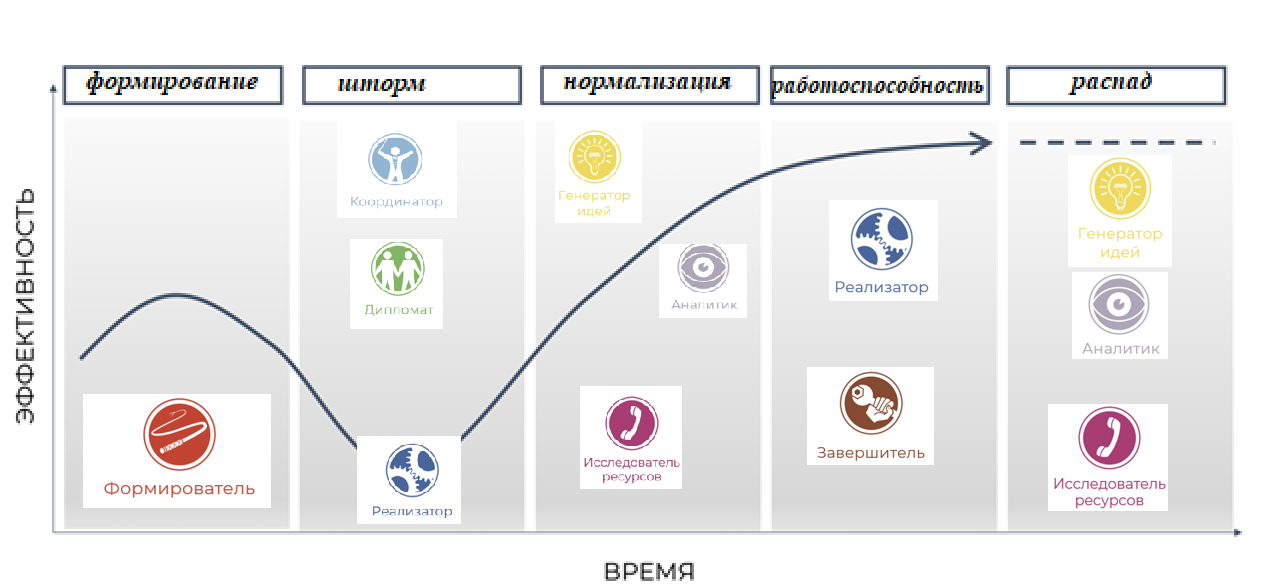 формирование
шторм
нормализация
работоспособность
распад
ЭФФЕКТИВНОСТЬ
Формирователь
Координатор
Дипломат
Реализатор
Генератор
идей
Аналитик
Исследователь
ресурсов
Реализатор
Завершитель
Генератор
идей
Аналитик
Исследователь
ресурсов
ВРЕМЯ